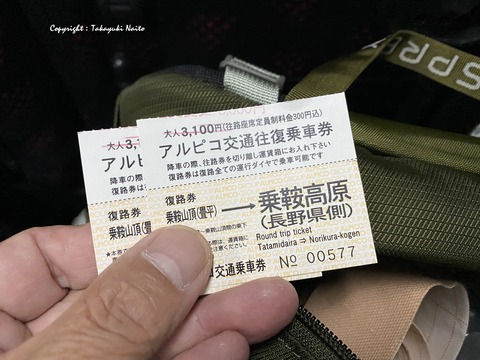 Copyright : Takayuki Naito
SPRE
大人3,100円(往路座席定員制料金300円込)
アルピコ交通往復乗車券
降車の際、往路券を切り離し運賃箱にお入れ下さい
復路券は復路全ての運行ダイヤで乗車可能です
復路券
乗鞍山頂(畳平)→乗鞍高原
(長野県側)
Round trip ticket
Tatamidaira ⇒ Norikura-kogen
コ交通乗車券
№ 00577
大人3,1
アルピコ
降車の際
復路券は
復路券
乗鞍山頂(畳